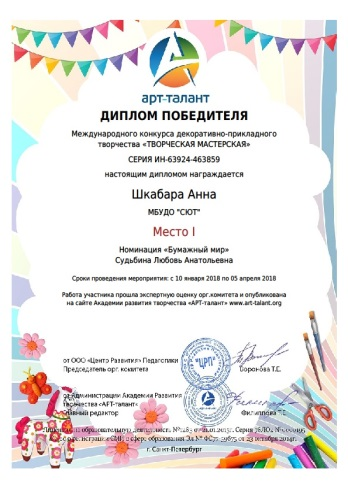 АРТ-ТАЛАНТ
ДИПЛОМ ПОБЕДИТЕЛЯ
Международного конкурса декоративно-прикладного
творчества «ТВОРЧЕСКАЯ МАСТЕРСКАЯ»
СЕРИЯ ИН-63924-463859
настоящим дипломом награждается
Шкабара Анна
МБУДО "СЮТ"
Место I
Номинация «Бумажный мир»
Судьбина Любовь Анатольевна
Сроки проведения мероприятия: с 10 января 2018 по 05 апреля 2018
Работа участника прошла экспертную оценку орг.комитета и опубликована
на сайте Академии развития творчества «АРТ-талант» www.art-talant.org
от ООО «Центр Развития Педагогики
Председатель орг. комитета
"ЦРП"
Воронова Т.Е.
от Администрации Академии Развития
творчества «АРТ-талант»
Главный редактор
Филиппова Т.Е
г. Санкт-Петербург